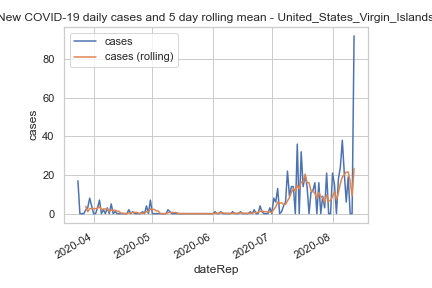 New COVID-19 daily cases and 5 day rolling mean - United_States_Virgin_Islands
cases
cases (rolling)
cases
80
60
40
20
0
2020-04
2020-05
2020-06
2020-07
2020-08
dateRep